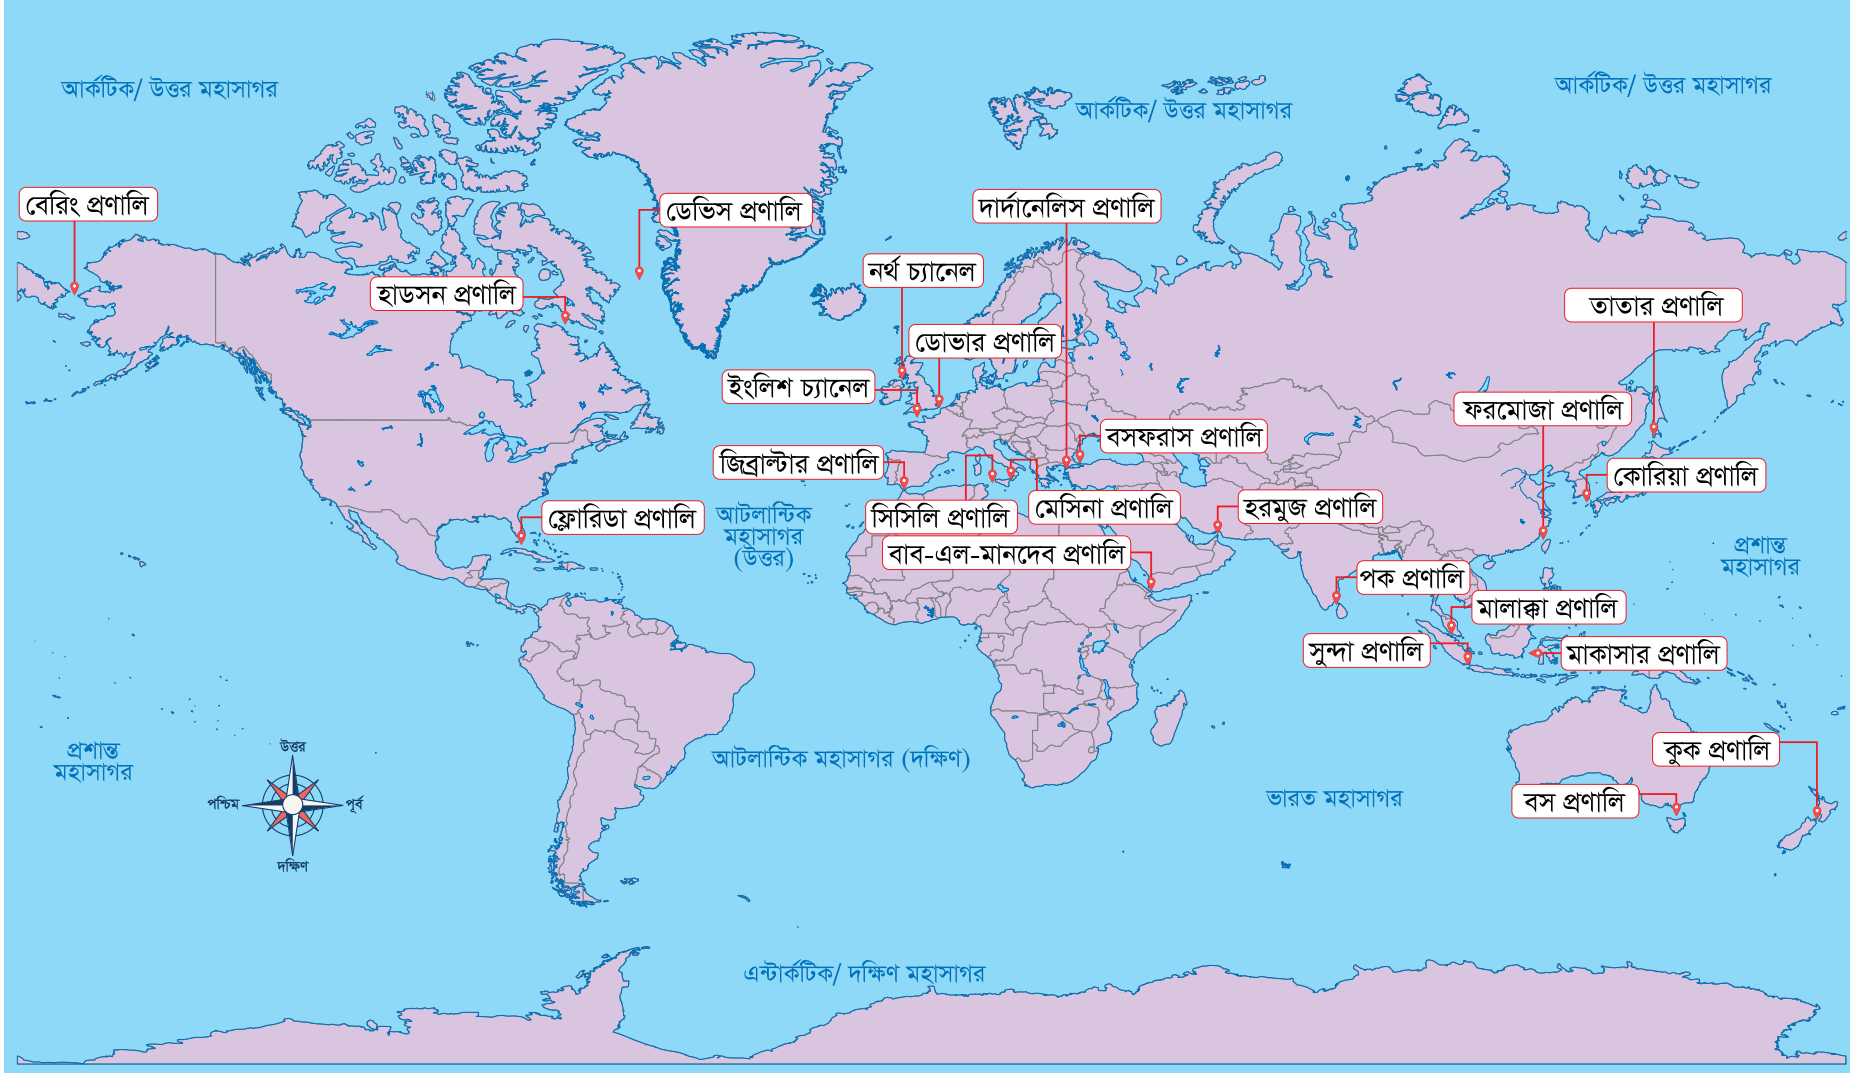 আর্কটিক/ উত্তর মহাসাগর
আর্কটিক/ উত্তর মহাসাগর
আর্কটিক/ উত্তর মহাসাগর
বেরিং প্রণালি
ডেভিস প্রণালি
দার্দানেলিস প্রণালি
নর্থ চ্যানেল
হাডসন প্রণালি
তাতার প্রণালি
ডোভার প্রণালি
ইংলিশ চ্যানেল
ফরমোজা প্রণালি
বসফরাস প্রণালি
জিব্রাল্টার প্রণালি
কোরিয়া প্রণালি
ফ্লোরিডা প্রণালি
আটলান্টিক
মহাসাগর
(উত্তর)
সিসিলি প্রণালি
মেসিনা প্রণালি
হরমুজ প্রণালি
বাব-এল-মানদেব প্রণালি
প্রশান্ত
মহাসাগর
পক প্রণালি
মালাক্কা প্রণালি
সুন্দা প্রণালি
মাকাসার প্রণালি
প্রশান্ত
মহাসাগর
উত্তর
পশ্চিম
পূর্ব
দক্ষিণ
আটলান্টিক মহাসাগর (দক্ষিণ)
কুক প্রণালি
ভারত মহাসাগর
বস প্রণালি
এন্টার্কটিক/ দক্ষিণ মহাসাগর